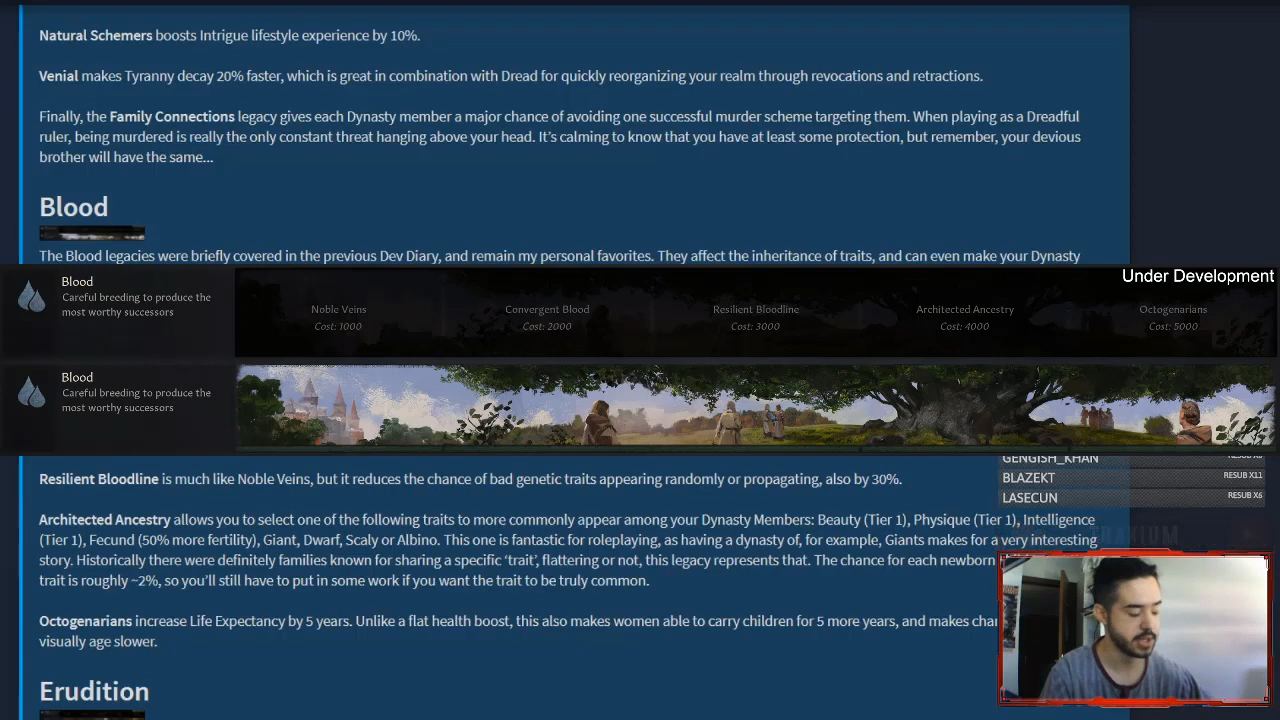 Natural Schemers boosts Intrigue lifestyle experience by 10%.
Venial makes Tyranny decay 20% faster, which is great in combination with Dread for quickly reorganizing your realm through revocations and retractions.
Finally, the Family Connections legacy gives each Dynasty member a major chance of avoiding one successful murder scheme targeting them. When playing as a Dreadful
ruler, being murdered is really the only constant threat hanging above your head. It's calming to know that you have at least some protection, but remember, your devious
brother will have the same...
Blood
The Blood legacies were briefly covered in the previous Dev Diary, and remain my personal favorites. They affect the inheritance of traits, and can even make your Dynasty
Under Development
Blood
Careful breeding to produce the
most worthy successors
Noble Veins
Cost: 1000
Convergent Blood
Cost: 2000
Resilient Bloodline
Cost: 3000
Architected Ancestry
Cost: 4000
Octogenarians
Cost: 5000
Blood
Careful breeding to produce the
most worthy successors
GENGISH_KHAN
BLAZEKT RESUB X11
LASECUN RESUB X6
Resilient Bloodline is much like Noble Veins, but it reduces the chance of bad genetic traits appearing randomly or propagating, also by 30%.
Architected Ancestry allows you to select one of the following traits to more commonly appear among your Dynasty Members: Beauty (Tier 1), Physique (Tier 1), Intelligence
(Tier 1), Fecund (50% more fertility), Giant, Dwarf, Scaly or Albino. This one is fantastic for roleplaying, as having a dynasty of, for example, Giants makes for a very interesting
story. Historically there were definitely families known for sharing a specific 'trait', flattering or not, this legacy represents that. The chance for each newborn
trait is roughly ~2%, so you'll still have to put in some work if you want the trait to be truly common.
Octogenarians increase Life Expectancy by 5 years. Unlike a flat health boost, this also makes women able to carry children for 5 more years, and makes
visually age slower.
Erudition